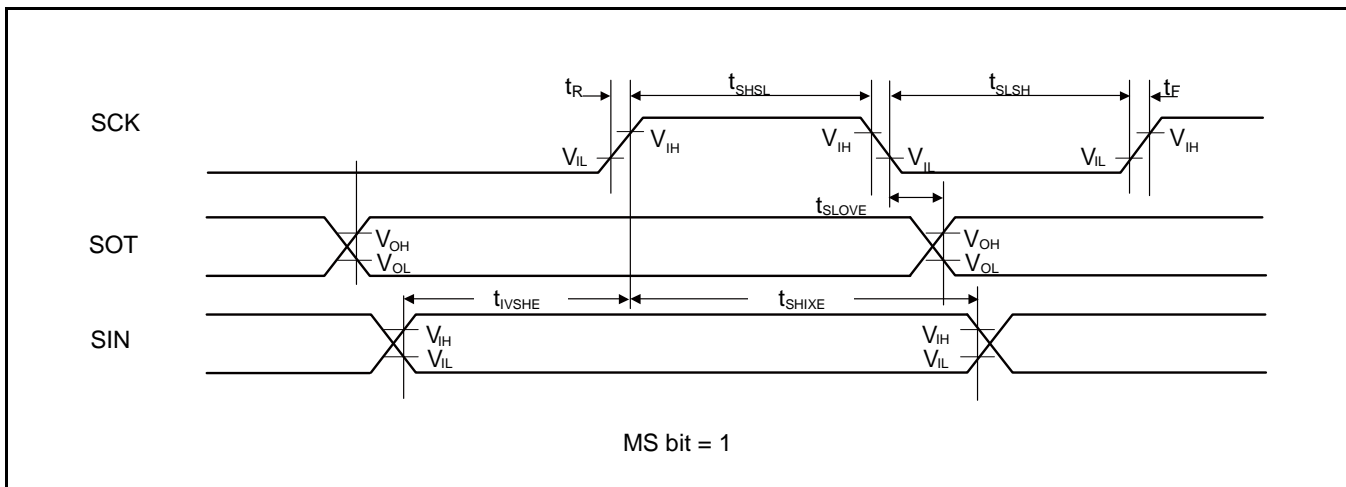 tR tSHSL tSLSH tF
SCK
VIH VIH VIH
VIL VIL VIL
tSLOVE
SOT
VOH VOH
VOL VOL
tIVSHE tSHIXE
SIN
VIH VIH
VIL VIL
MS bit = 1